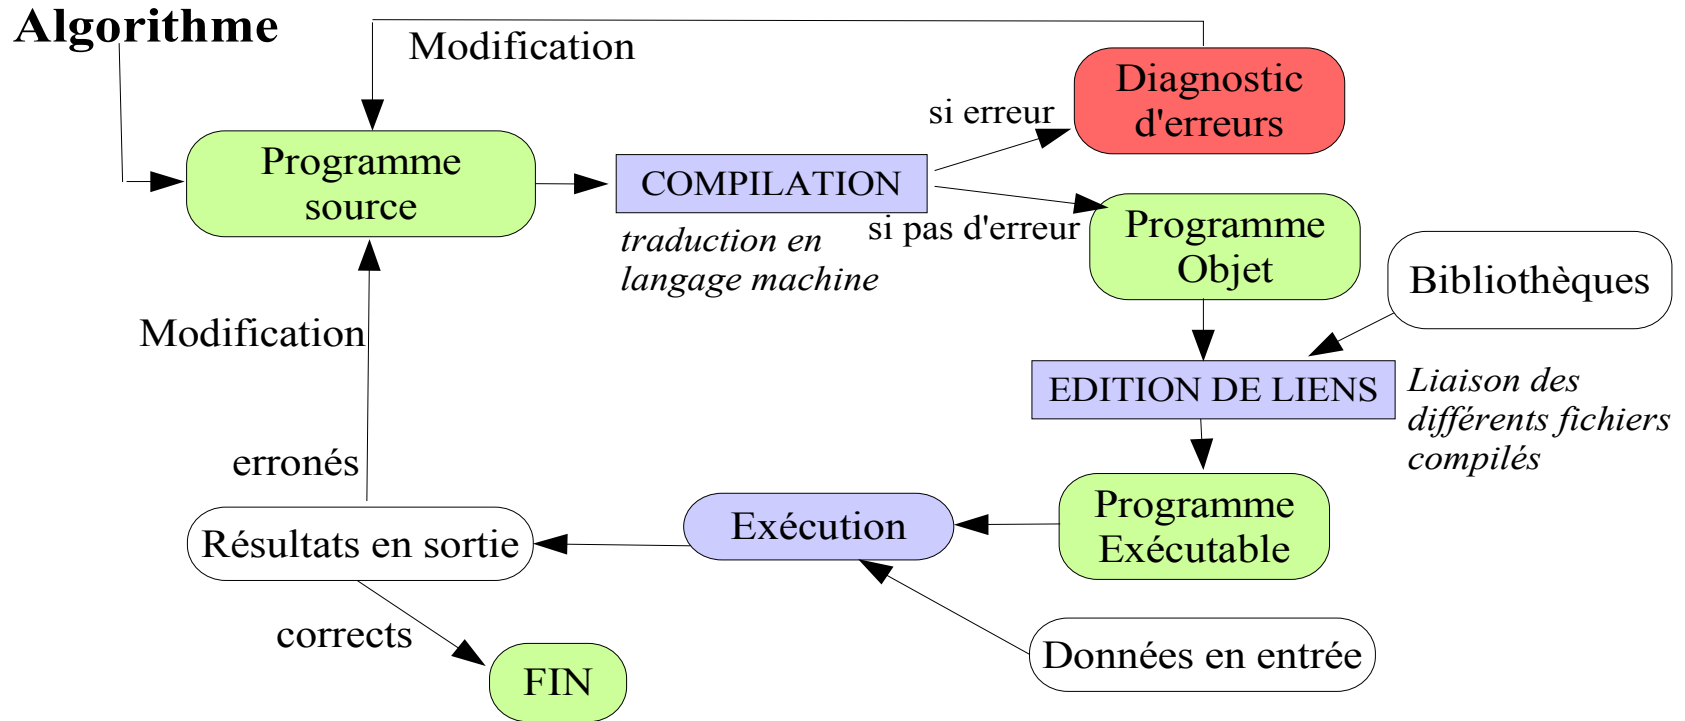 Algorithme
Modification
Diagnostic
d'erreurs
si erreur
Programme
source
COMPILATION
traduction en
langage machine
si pas d'erreur
Programme
Objet
Bibliothèques
Modification
EDITION DE LIENS
Liaison des
différents fichiers
compilés
erronés
Programme
Exécutable
Exécution
Résultats en sortie
corrects
Données en entrée
FIN